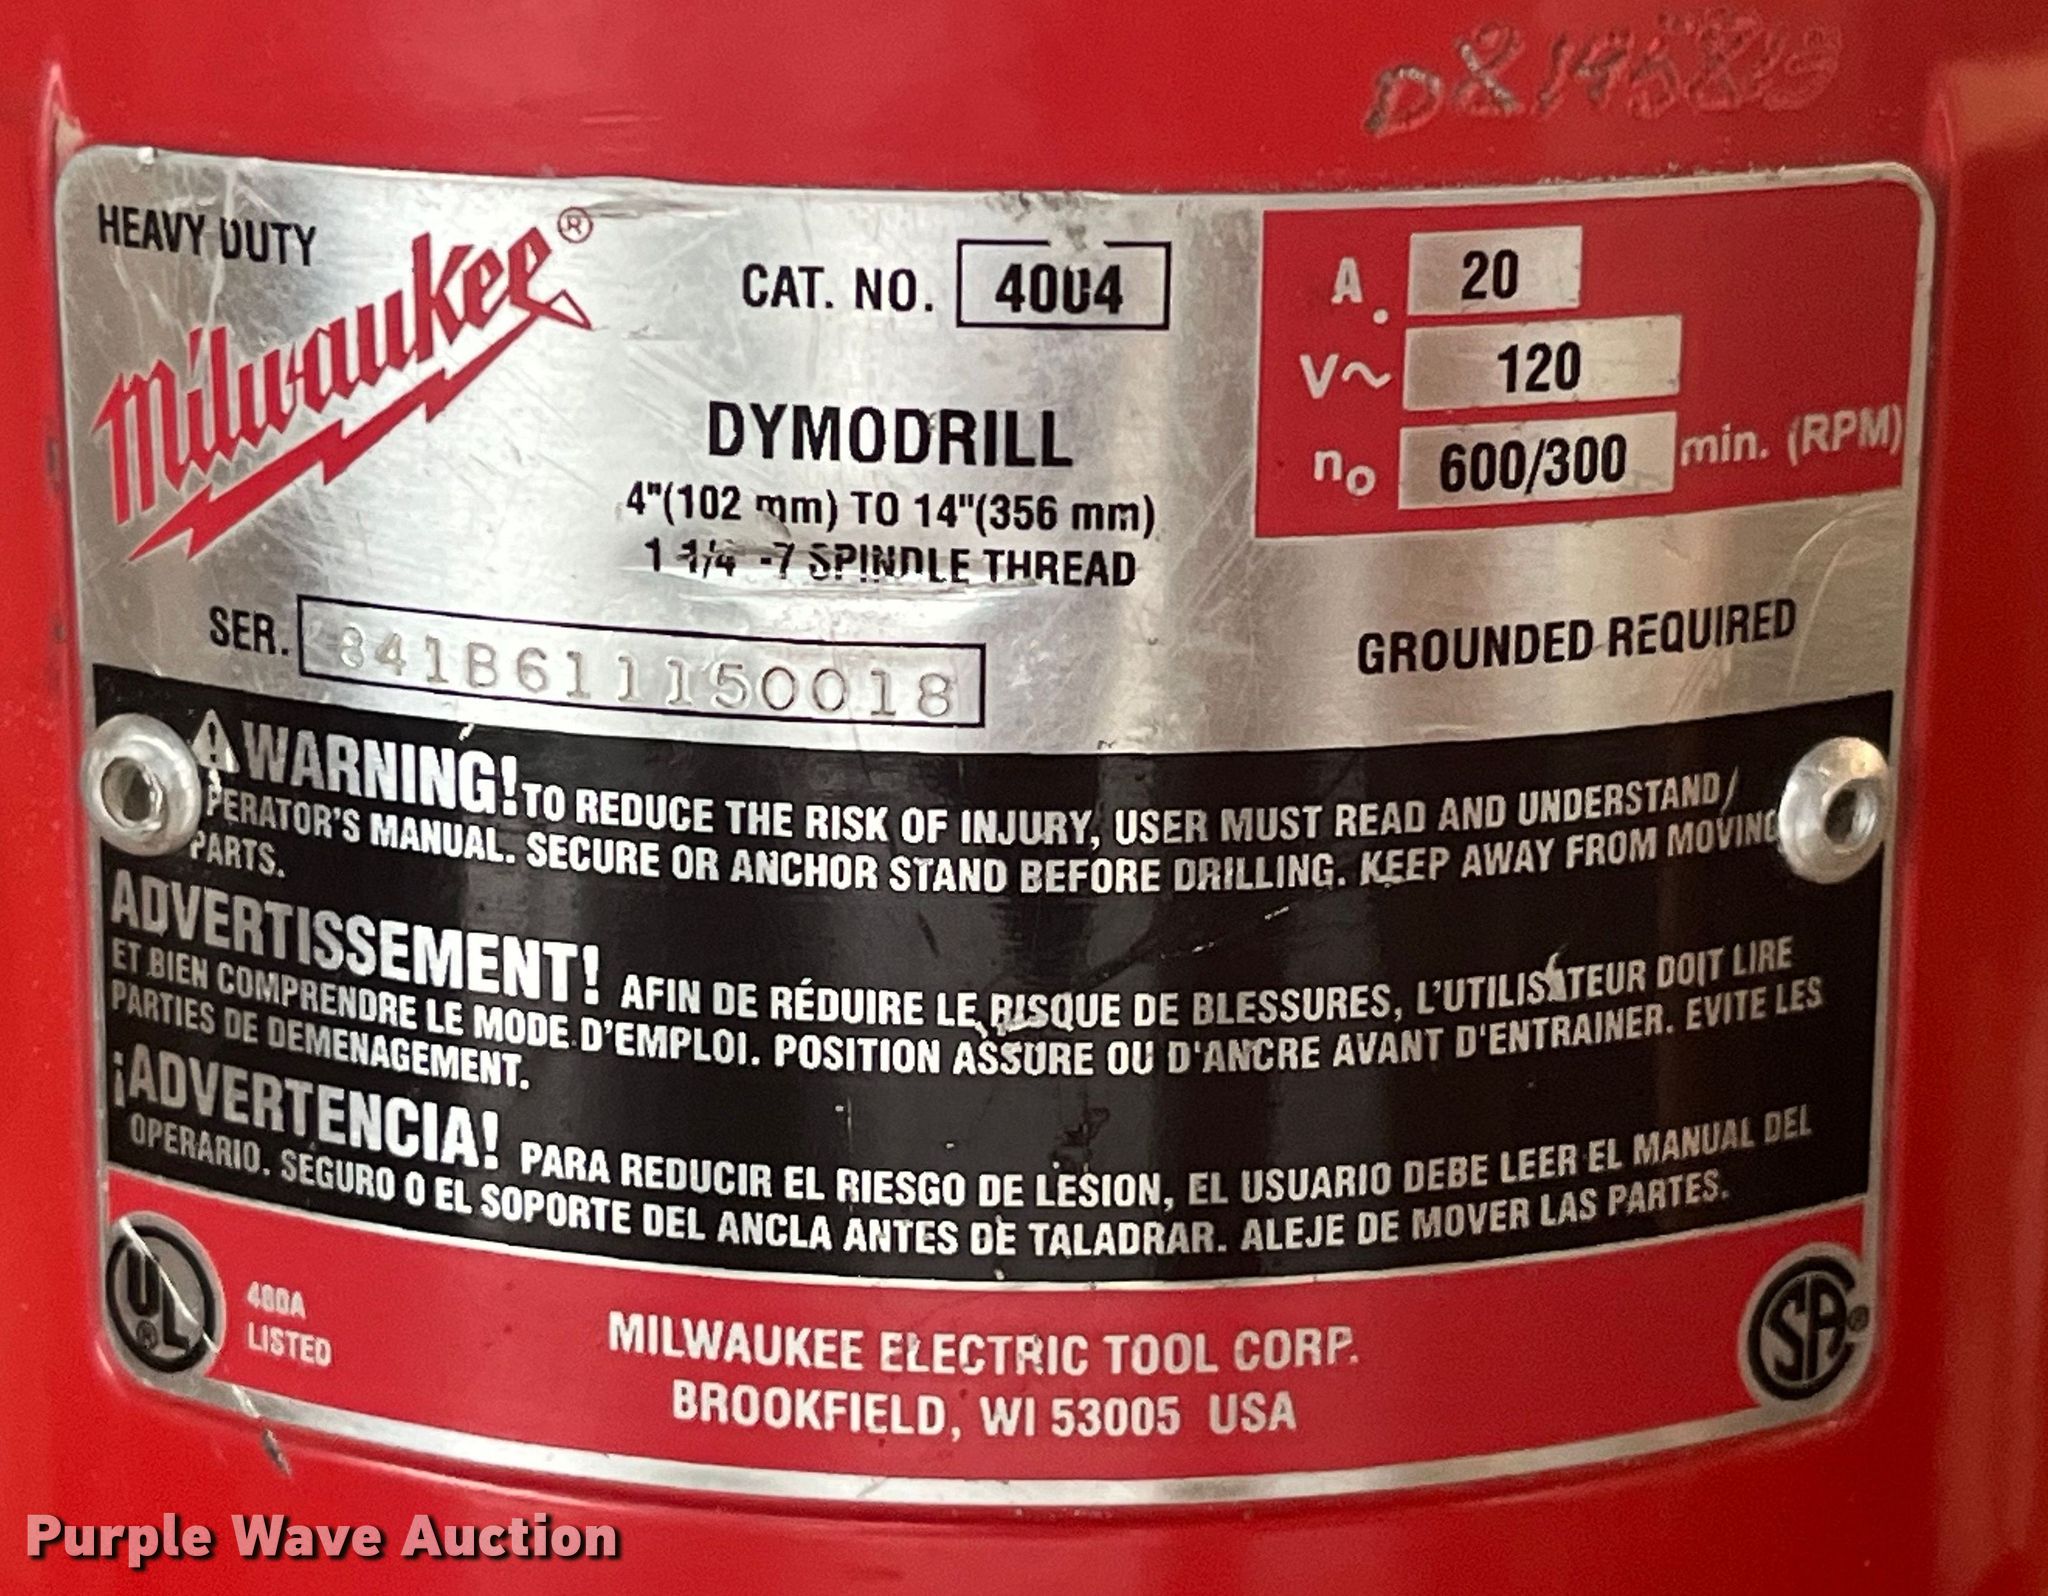 HEAVY DUTY
Milwaukee®
CAT. NO. 4004
A. 20
V~ 120
no 600/300 min. (RPM)
DYMODRILL
4"(102 mm) TO 14"(356 mm)
1 1/4 -7 SPINDLE THREAD
SER. 841B611150018
GROUNDED REQUIRED
WARNING! TO REDUCE THE RISK OF INJURY, USER MUST READ AND UNDERSTAND
PERATOR'S MANUAL. SECURE OR ANCHOR STAND BEFORE DRILLING. KEEP AWAY FROM MOVING
PARTS.
ADVERTISSEMENT! AFIN DE RÉDUIRE LE RISQUE DE BLESSURES, L'UTILISATEUR DOIT LIRE
ET BIEN COMPRENDRE LE MODE D'EMPLOI. POSITION ASSURE OU D'ANCRE AVANT D'ENTRAINER. EVITE LES
PARTIES DE DEMENAGEMENT.
¡ADVERTENCIA! PARA REDUCIR EL RIESGO DE LESION, EL USUARIO DEBE LEER EL MANUAL DEL
OPERARIO. SEGURO O EL SOPORTE DEL ANCLA ANTES DE TALADRAR. ALEJE DE MOVER LAS PARTES.
UL®
480A
LISTED
MILWAUKEE ELECTRIC TOOL CORP.
BROOKFIELD, WI 53005 USA
SA®
Purple Wave Auction